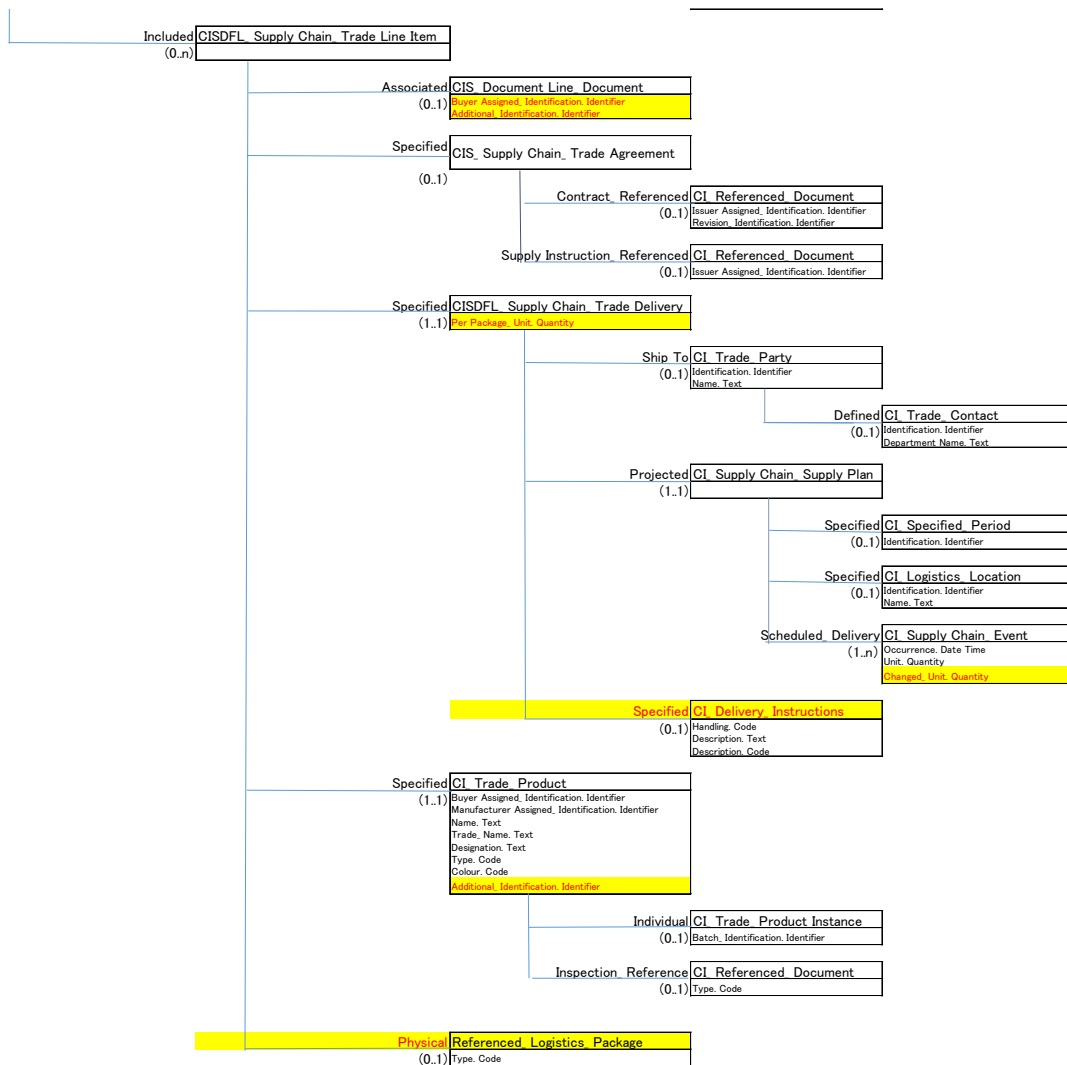 Included CISDFL_ Supply Chain_ Trade Line Item
(0..n)
Associated CIS_ Document Line_ Document
(0..1) Buyer Assigned_ Identification. Identifier
Additional_ Identification. Identifier
Specified CIS_ Supply Chain_ Trade Agreement
(0..1)
Contract_ Referenced CI_ Referenced_ Document
(0..1) Issuer Assigned_ Identification. Identifier
Revision_ Identification. Identifier
Supply Instruction_ Referenced CI_ Referenced_ Document
(0..1) Issuer Assigned_ Identification. Identifier
Specified CISDFL_ Supply Chain_ Trade Delivery
(1..1) Per Package_ Unit. Quantity
Ship To CI_ Trade_ Party
(0..1) Identification. Identifier
Name. Text
Defined CI_ Trade_ Contact
(0..1) Identification. Identifier
Department Name. Text
Projected CI_ Supply Chain_ Supply Plan
(1..1)
Specified CI_ Specified_ Period
(0..1) Identification. Identifier
Specified CI_ Logistics_ Location
(0..1) Identification. Identifier
Name. Text
Scheduled_ Delivery CI_ Supply Chain_ Event
(1..n) Occurrence. Date Time
Unit. Quantity
Changed_ Unit. Quantity
Specified CI_ Delivery_ Instructions
(0..1) Handling. Code
Description. Text
Description. Code
Specified CI_ Trade_ Product
(1..1) Buyer Assigned_ Identification. Identifier
Manufacturer Assigned_ Identification. Identifier
Name. Text
Trade_ Name. Text
Designation. Text
Type. Code
Colour. Code
Additional_ Identification. Identifier
Individual CI_ Trade_ Product Instance
(0..1) Batch_ Identification. Identifier
Inspection_ Reference CI_ Referenced_ Document
(0..1) Type. Code
Physical Referenced_ Logistics_ Package
(0..1) Type. Code